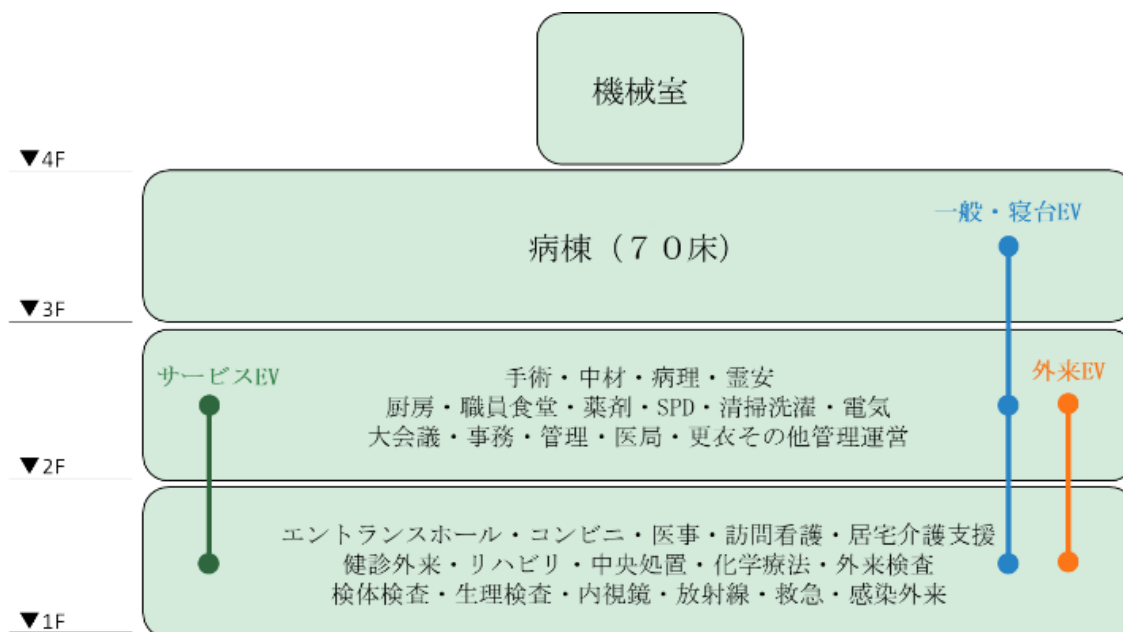 機械室
▼4F
一般・寝台EV
病棟（７０床）
▼3F
サービスEV
外来EV
手術・中材・病理・霊安
厨房・職員食堂・薬剤・SPD・清掃洗濯・電気
大会議・事務・管理・医局・更衣その他管理運営
▼2F
エントランスホール・コンビニ・医事・訪問看護・居宅介護支援
健診外来・リハビリ・中央処置・化学療法・外来検査
検体検査・生理検査・内視鏡・放射線・救急・感染外来
▼1F